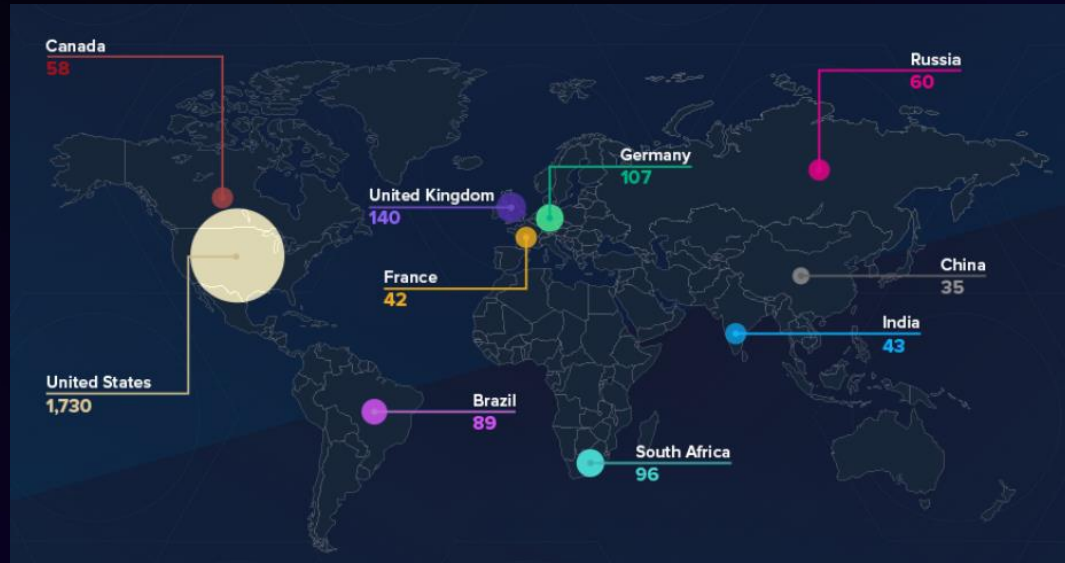 Canada
58
Russia
60
Germany
107
United Kingdom
140
France
42
China
35
India
43
United States
1,730
Brazil
89
South Africa
96